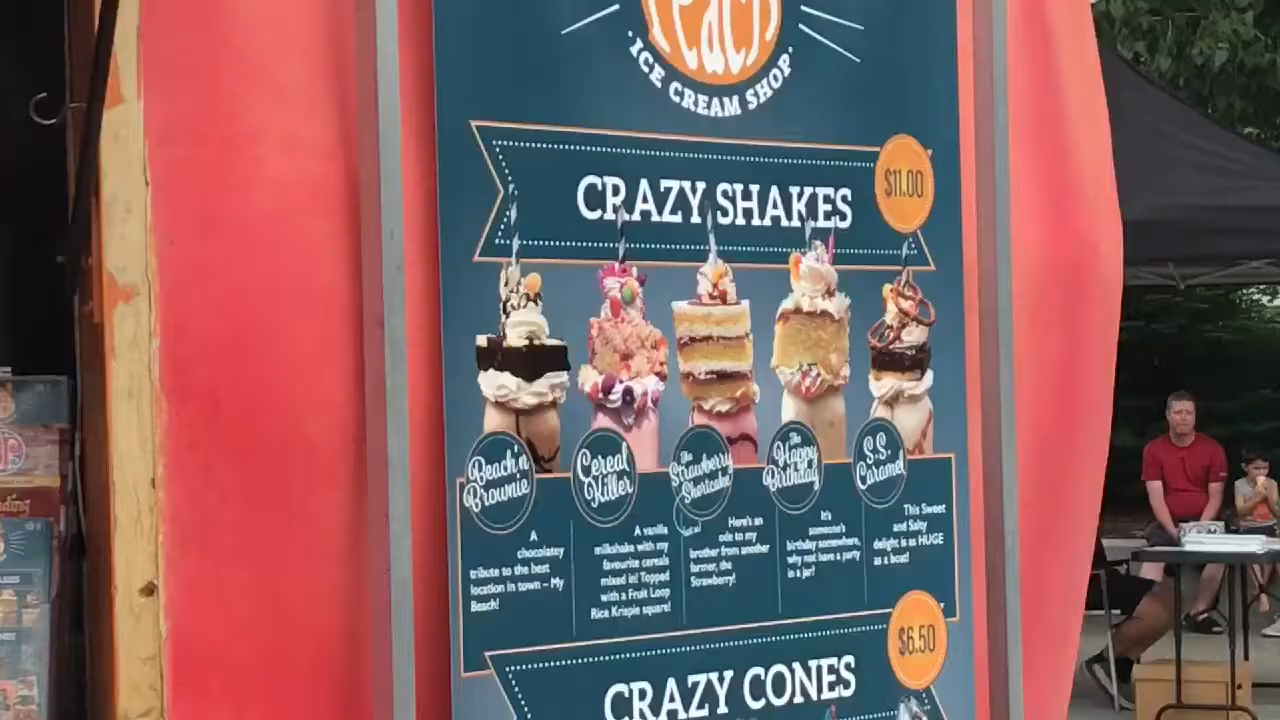 Peach
·ICE CREAM SHOP·
CRAZY SHAKES
$11.00
Beach'n
Brownie
Cereal
Killer
The
Strawberry
Shortcake
The
Happy
Birthday
S.S.
Caramel
A
chocolatey
tribute to the best
location in town – My
Beach!
A vanilla
milkshake with my
favourite cereals
mixed in! Topped
with a Fruit Loop
Rice Krispie square!
Here's an
ode to my
brother from another
farmer, the
Strawberry!
It's
someone's
birthday somewhere,
why not have a party
in a jar?
This Sweet
and Salty
delight is as HUGE
as a boat!
$6.50
CRAZY CONES